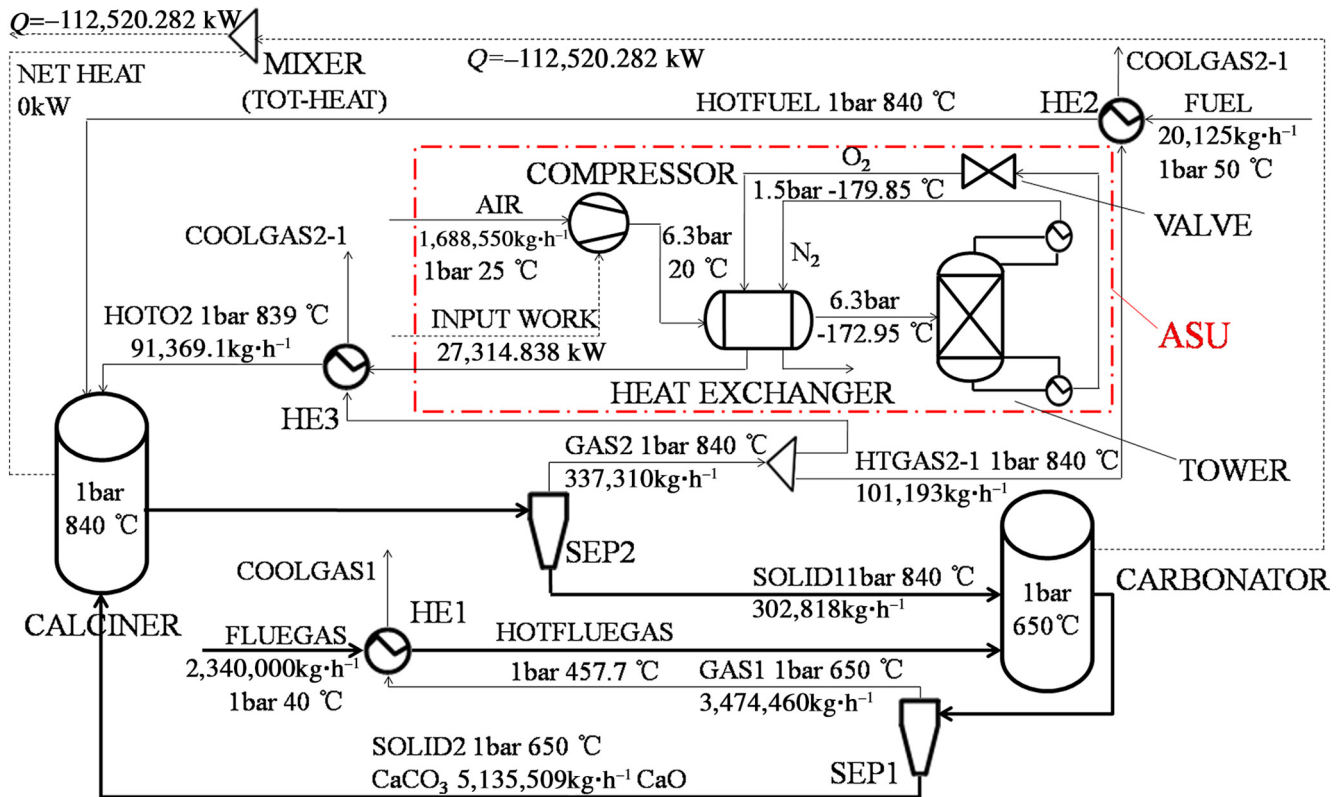 Q=–112,520.282 kW
NET HEAT
0kW
MIXER
(TOT-HEAT)
Q=–112,520.282 kW
COOLGAS2-1
HOTFUEL 1bar 840 ℃
HE2
FUEL
20,125kg·h⁻¹
1bar 50 ℃
COMPRESSOR
O₂
1.5bar -179.85 ℃
VALVE
AIR
1,688,550kg·h⁻¹
1bar 25 ℃
6.3bar
20 ℃
N₂
COOLGAS2-1
HOTO2 1bar 839 ℃
91,369.1kg·h⁻¹
INPUT WORK
27,314.838 kW
6.3bar
-172.95 ℃
ASU
HEAT EXCHANGER
HE3
TOWER
GAS2 1bar 840 ℃
337,310kg·h⁻¹
HTGAS2-1 1bar 840 ℃
101,193kg·h⁻¹
1bar
840 ℃
SEP2
COOLGAS1
SOLID11bar 840 ℃
302,818kg·h⁻¹
CARBONATOR
1bar
650℃
CALCINER
HE1
FLUEGAS
2,340,000kg·h⁻¹
1bar 40 ℃
HOTFLUEGAS
1bar 457.7 ℃
GAS1 1bar 650 ℃
3,474,460kg·h⁻¹
SOLID2 1bar 650 ℃
CaCO₃ 5,135,509kg·h⁻¹ CaO
SEP1